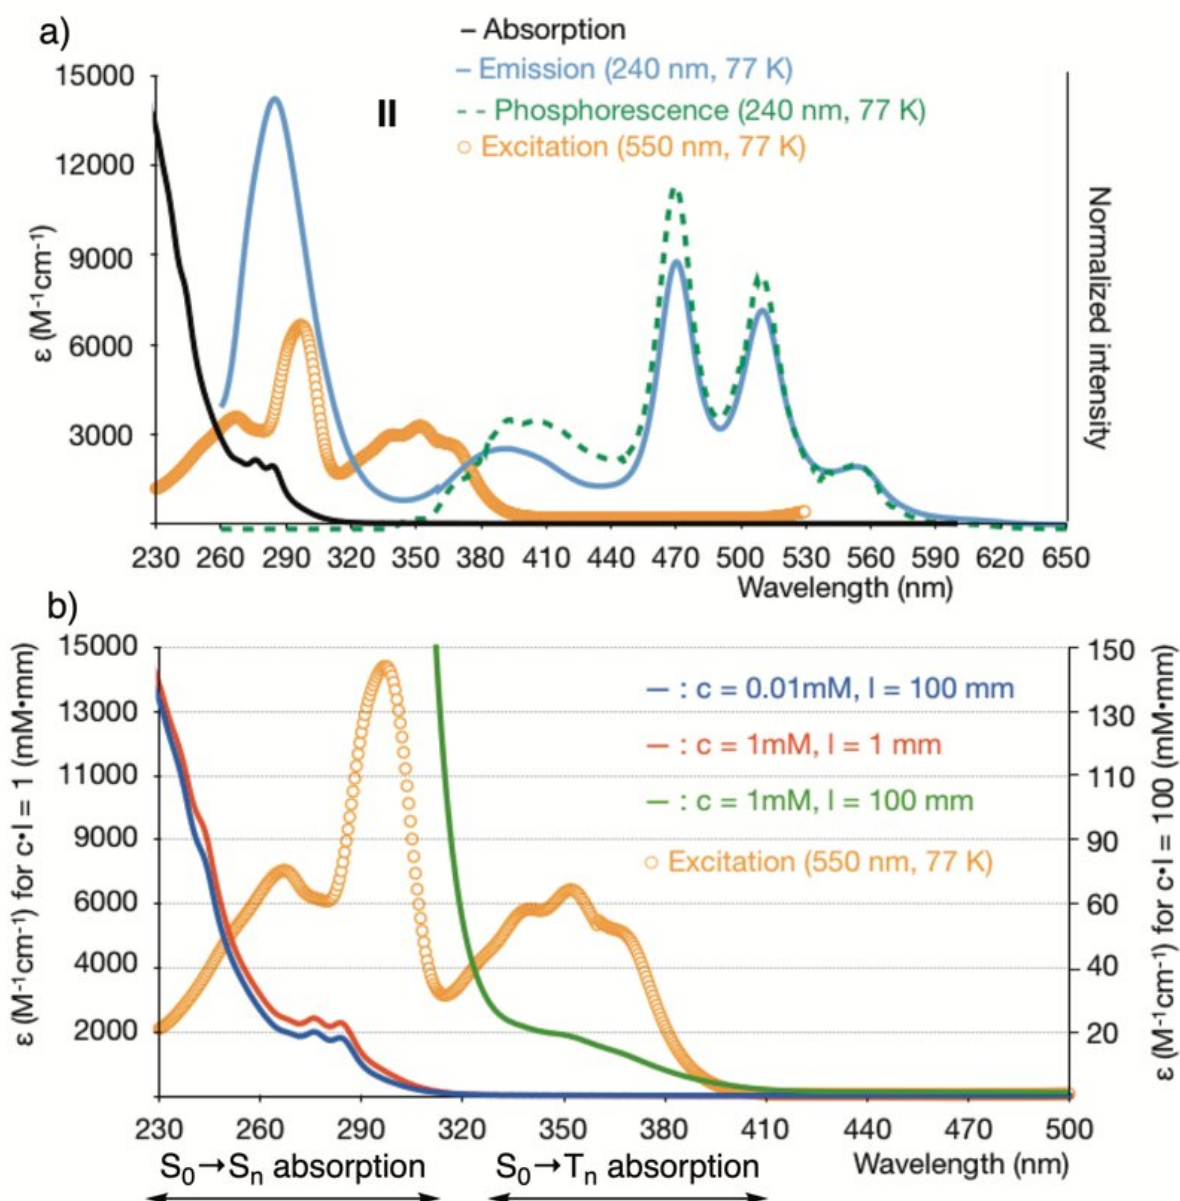 a)
– Absorption
– Emission (240 nm, 77 K)
-- Phosphorescence (240 nm, 77 K)
○ Excitation (550 nm, 77 K)
II
15000
12000
9000
6000
3000
ε (M⁻¹cm⁻¹)
Normalized intensity
230 260 290 320 350 380 410 440 470 500 530 560 590 620 650
Wavelength (nm)
b)
15000
13000
11000
9000
6000
4000
2000
ε (M⁻¹cm⁻¹) for c•l = 1 (mM•mm)
– : c = 0.01mM, l = 100 mm
– : c = 1mM, l = 1 mm
– : c = 1mM, l = 100 mm
○ Excitation (550 nm, 77 K)
150
130
110
90
60
40
20
ε (M⁻¹cm⁻¹) for c•l = 100 (mM•mm)
230 260 290 320 350 380 410 440 470 500
S₀→Sₙ absorption S₀→Tₙ absorption Wavelength (nm)